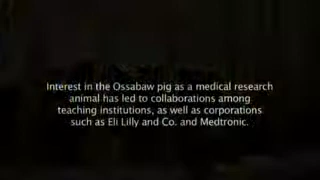 Interest in the Ossabaw pig as a medical research
animal has led to collaborations among
teaching institutions, as well as corporations
such as Eli Lilly and Co. and Medtronic.